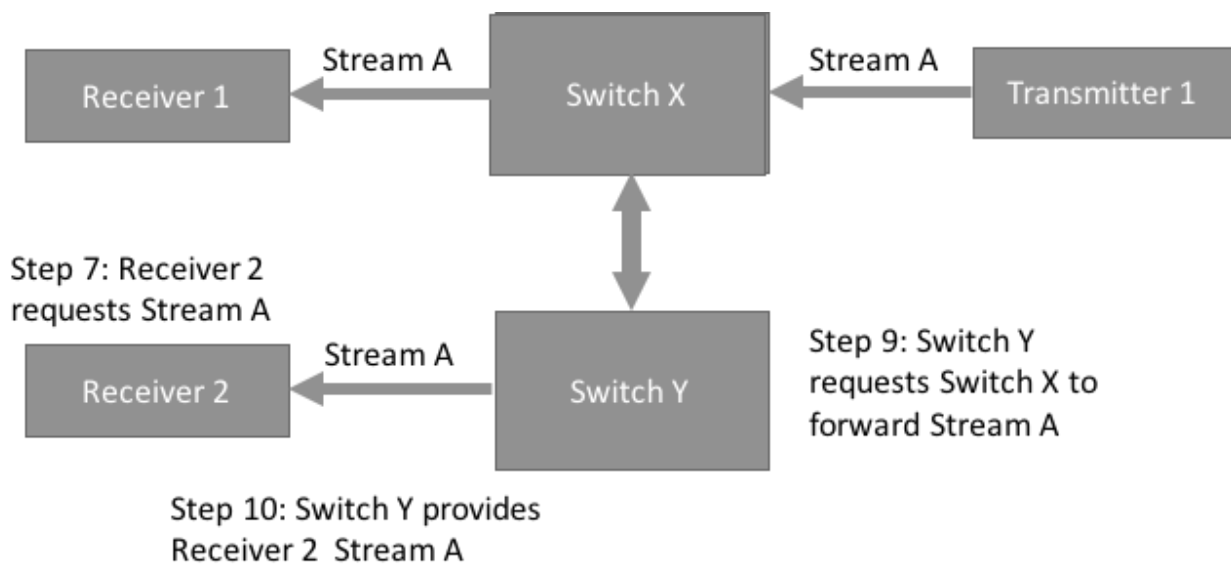 Stream A
Stream A
Receiver 1
Switch X
Transmitter 1
Step 7: Receiver 2
requests Stream A
Stream A
Receiver 2
Switch Y
Step 9: Switch Y
requests Switch X to
forward Stream A
Step 10: Switch Y provides
Receiver 2  Stream A